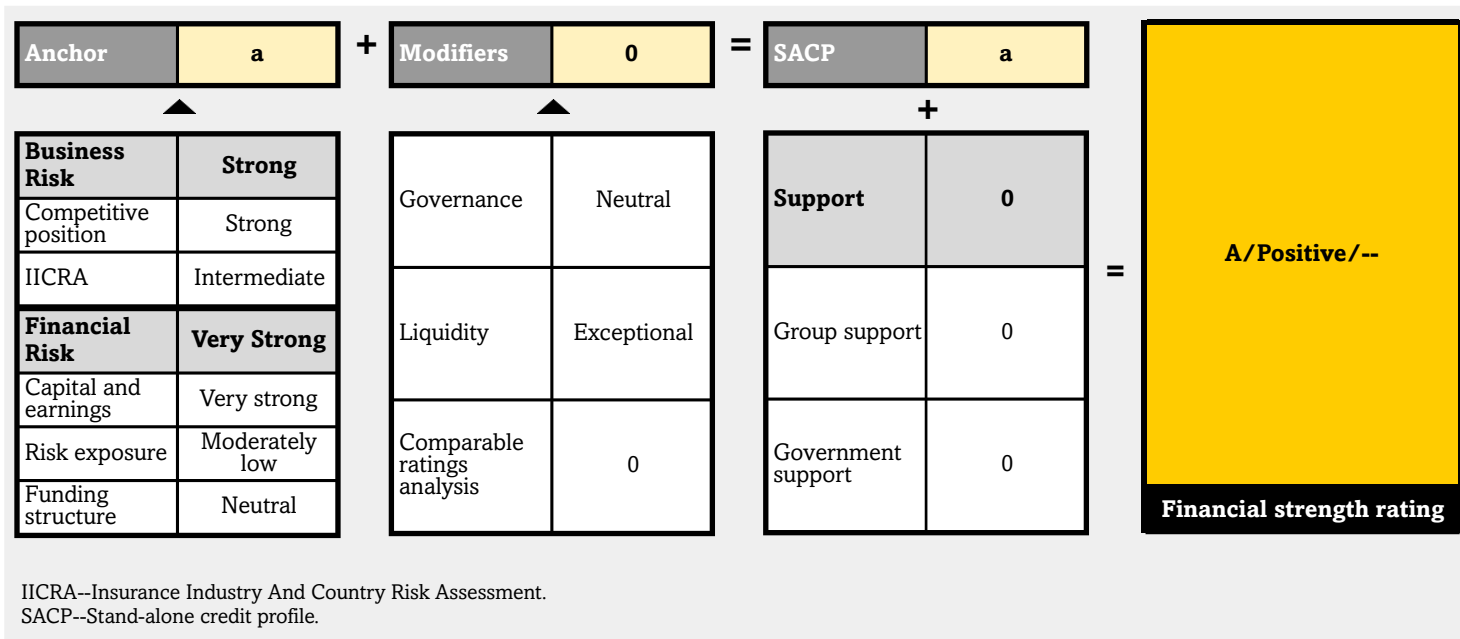 Anchor
a
+
Modifiers
0
=
SACP
a
Business
Risk
Strong
Competitive
position
Strong
IICRA
Intermediate
Financial
Risk
Very Strong
Capital and
earnings
Very strong
Risk exposure
Moderately
low
Funding
structure
Neutral
Governance
Neutral
Liquidity
Exceptional
Comparable
ratings
analysis
0
+
Support
0
Group support
0
Government
support
0
=
A/Positive/--
Financial strength rating
IICRA--Insurance Industry And Country Risk Assessment.
SACP--Stand-alone credit profile.